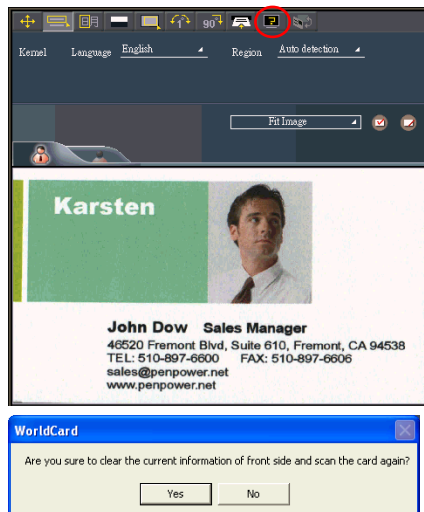 1°
90°
?
Kernel Language English Region Auto detection
Fit Image
Karsten
John Dow Sales Manager
46520 Fremont Blvd, Suite 610, Fremont, CA 94538
TEL: 510-897-6600 FAX: 510-897-6606
sales@penpower.net
www.penpower.net
WorldCard
Are you sure to clear the current information of front side and scan the card again?
Yes No